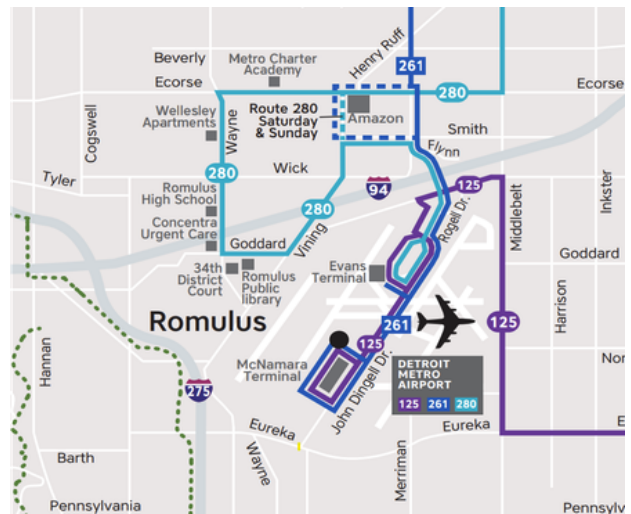 Henry Ruff
Beverly
Metro Charter
Academy
261
Ecorse
280
Ecorse
Route 280
Saturday
& Sunday
Amazon
Wellesley
Apartments
Cogswell
Wayne
Smith
Flynn
Wick
Tyler
94
125
280
Romulus
High School
280
Middlebelt
Inkster
Concentra
Urgent Care
Vining
Rogell Dr.
Goddard
Goddard
34th
District
Court
Romulus
Public
library
Evans
Terminal
Harrison
Romulus
261
125
125
Hannan
McNamara
Terminal
DETROIT
METRO
AIRPORT
125
261
280
Nor
275
John Dingell Dr.
Eureka
Eureka
E
Wayne
Merriman
Barth
Pennsylvania
Pennsylv